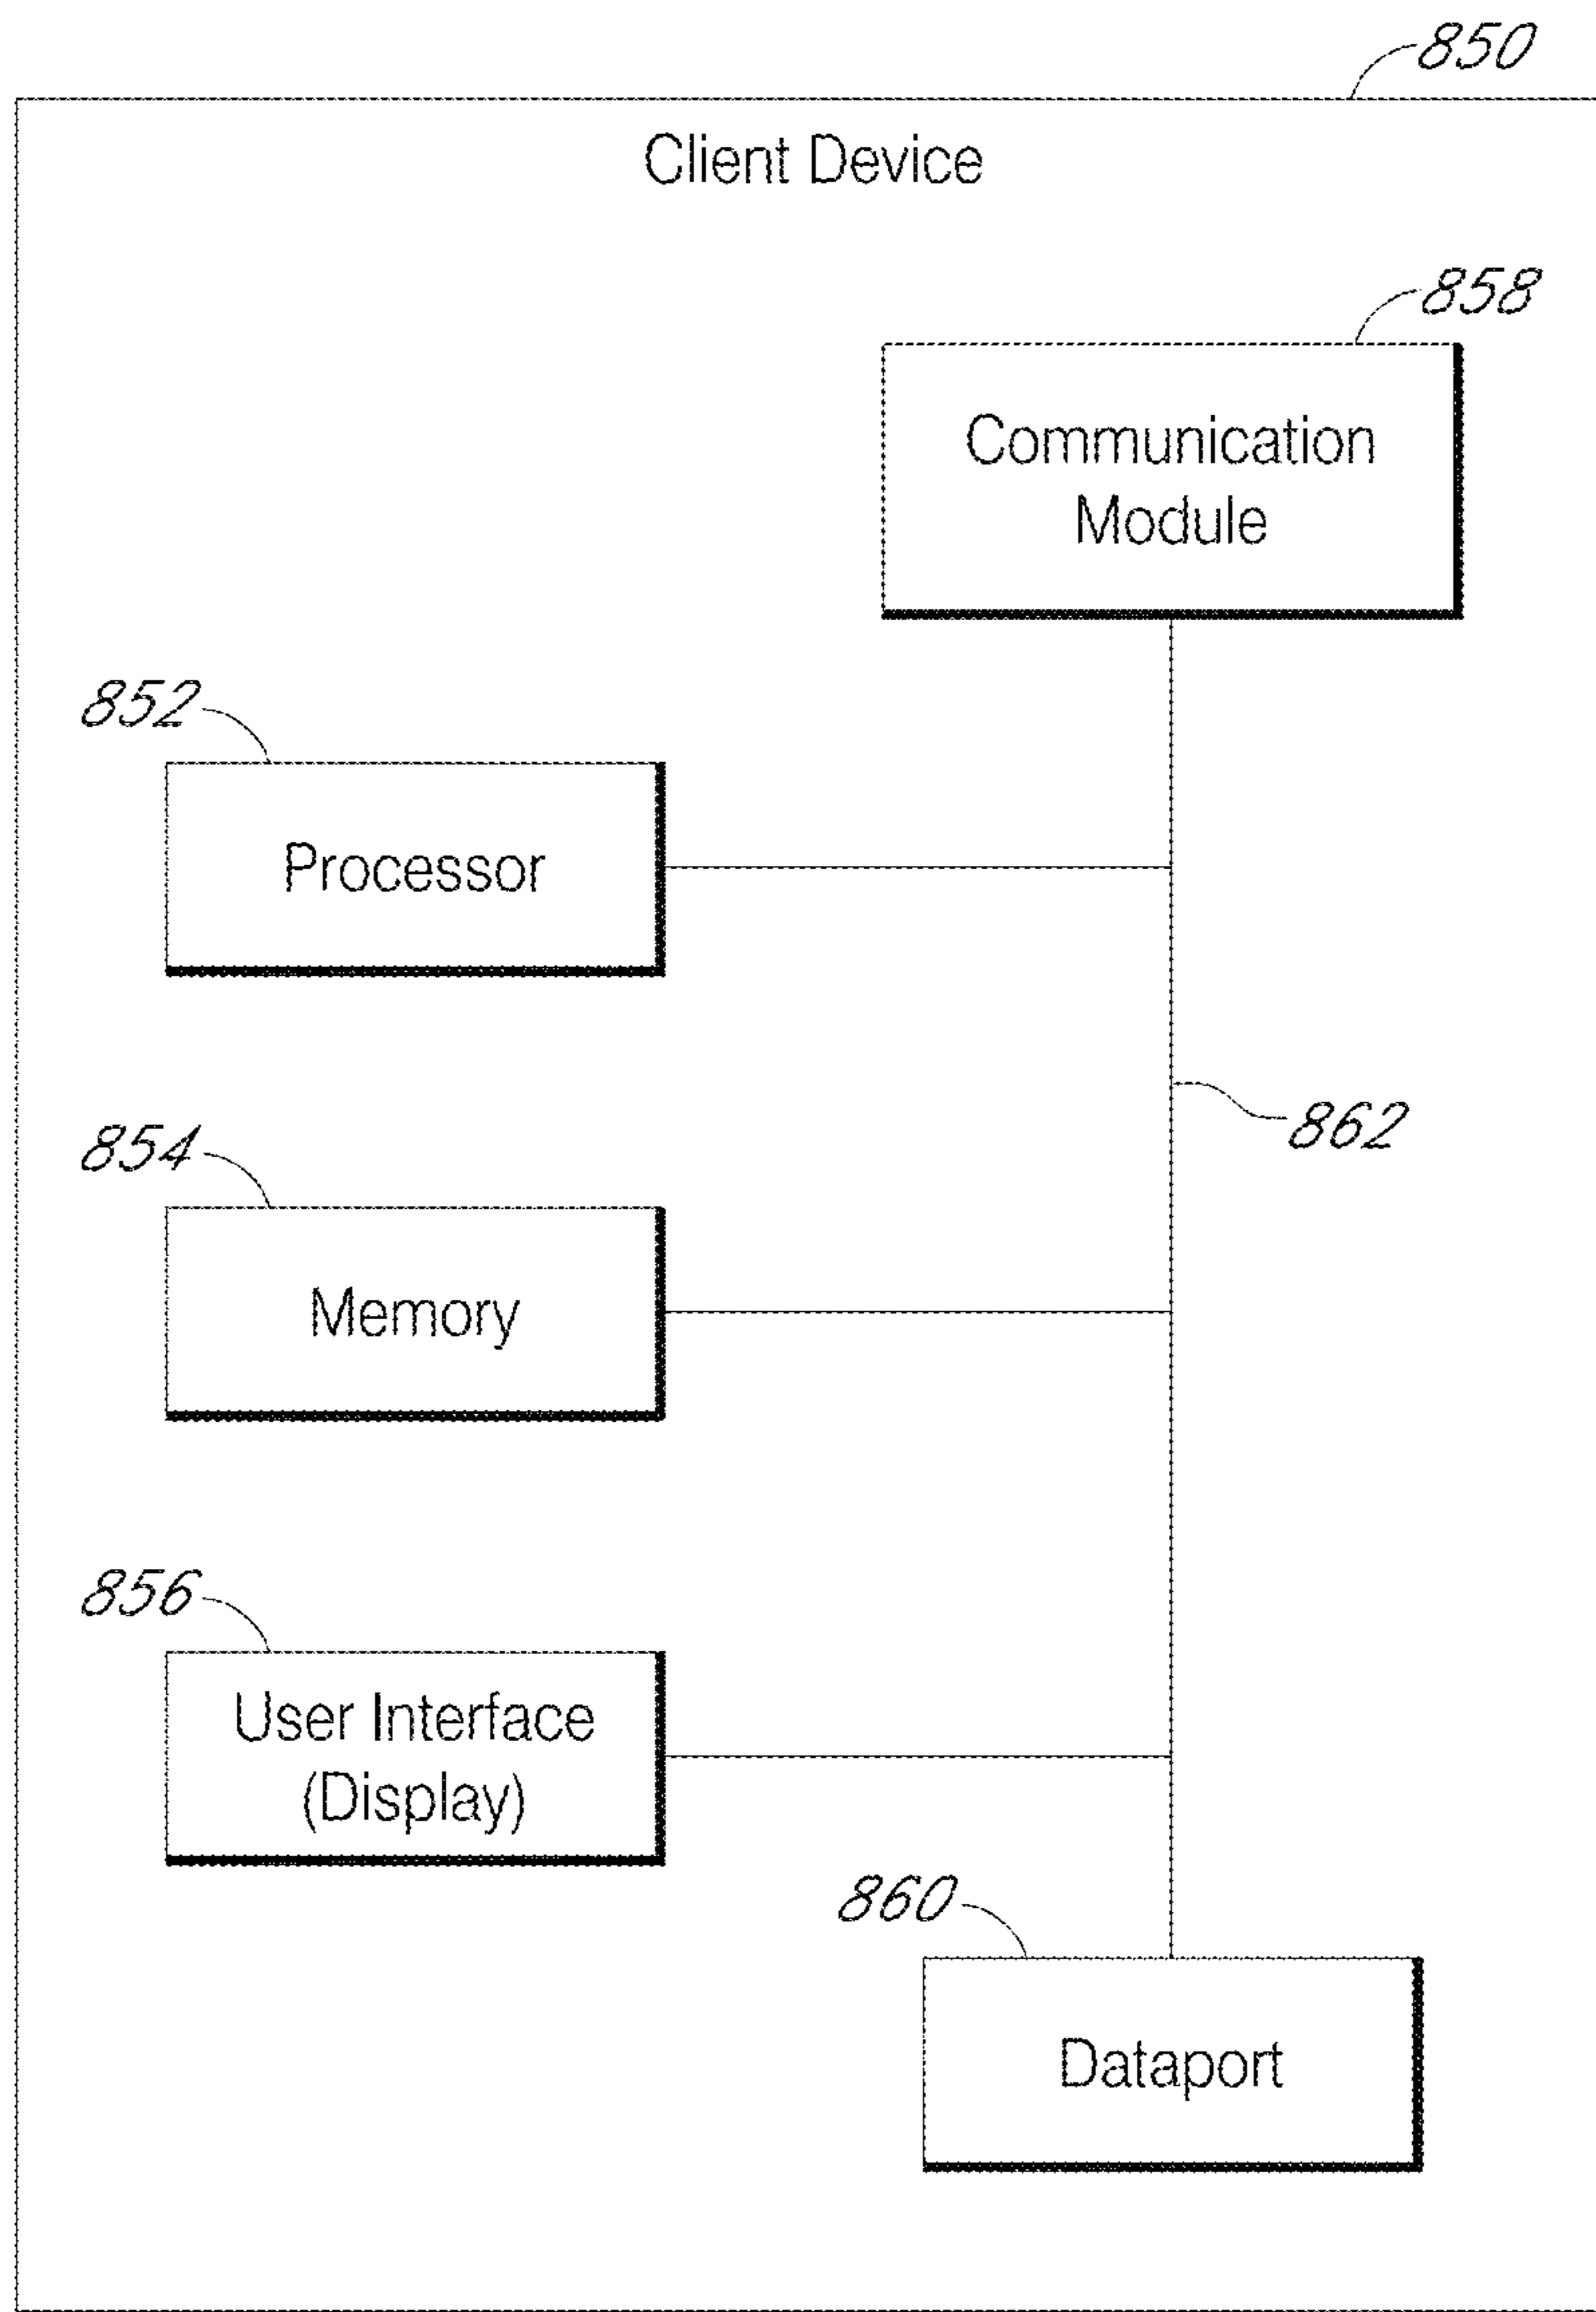 850
Client Device
858
Communication
Module
852
Processor
862
854
Memory
856
User Interface
(Display)
860
Dataport